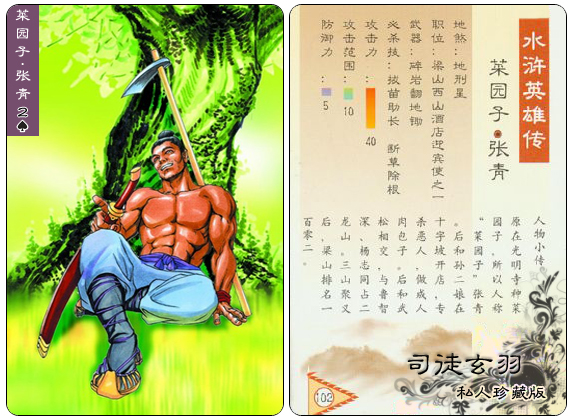 菜园子·张青
2♠
水浒英雄传
菜园子●张青
地煞:地刑星
职位:梁山西山酒店迎宾使之一
武器:碎岩翻地锄
必杀技:拔苗助长 断草除根
攻击力: 40
攻击范围: 10
防御力: 5
人物小传
原在光明寺种菜
园子，所以人称
“菜园子”张青
。后和孙二娘在
十字坡开店，专
杀恶人，做成人
肉包子。后和武
松相交，与鲁智
深、杨志同占二
龙山。三山聚义
后，梁山排名一
百零二。
102
司徒玄羽
私人珍藏版